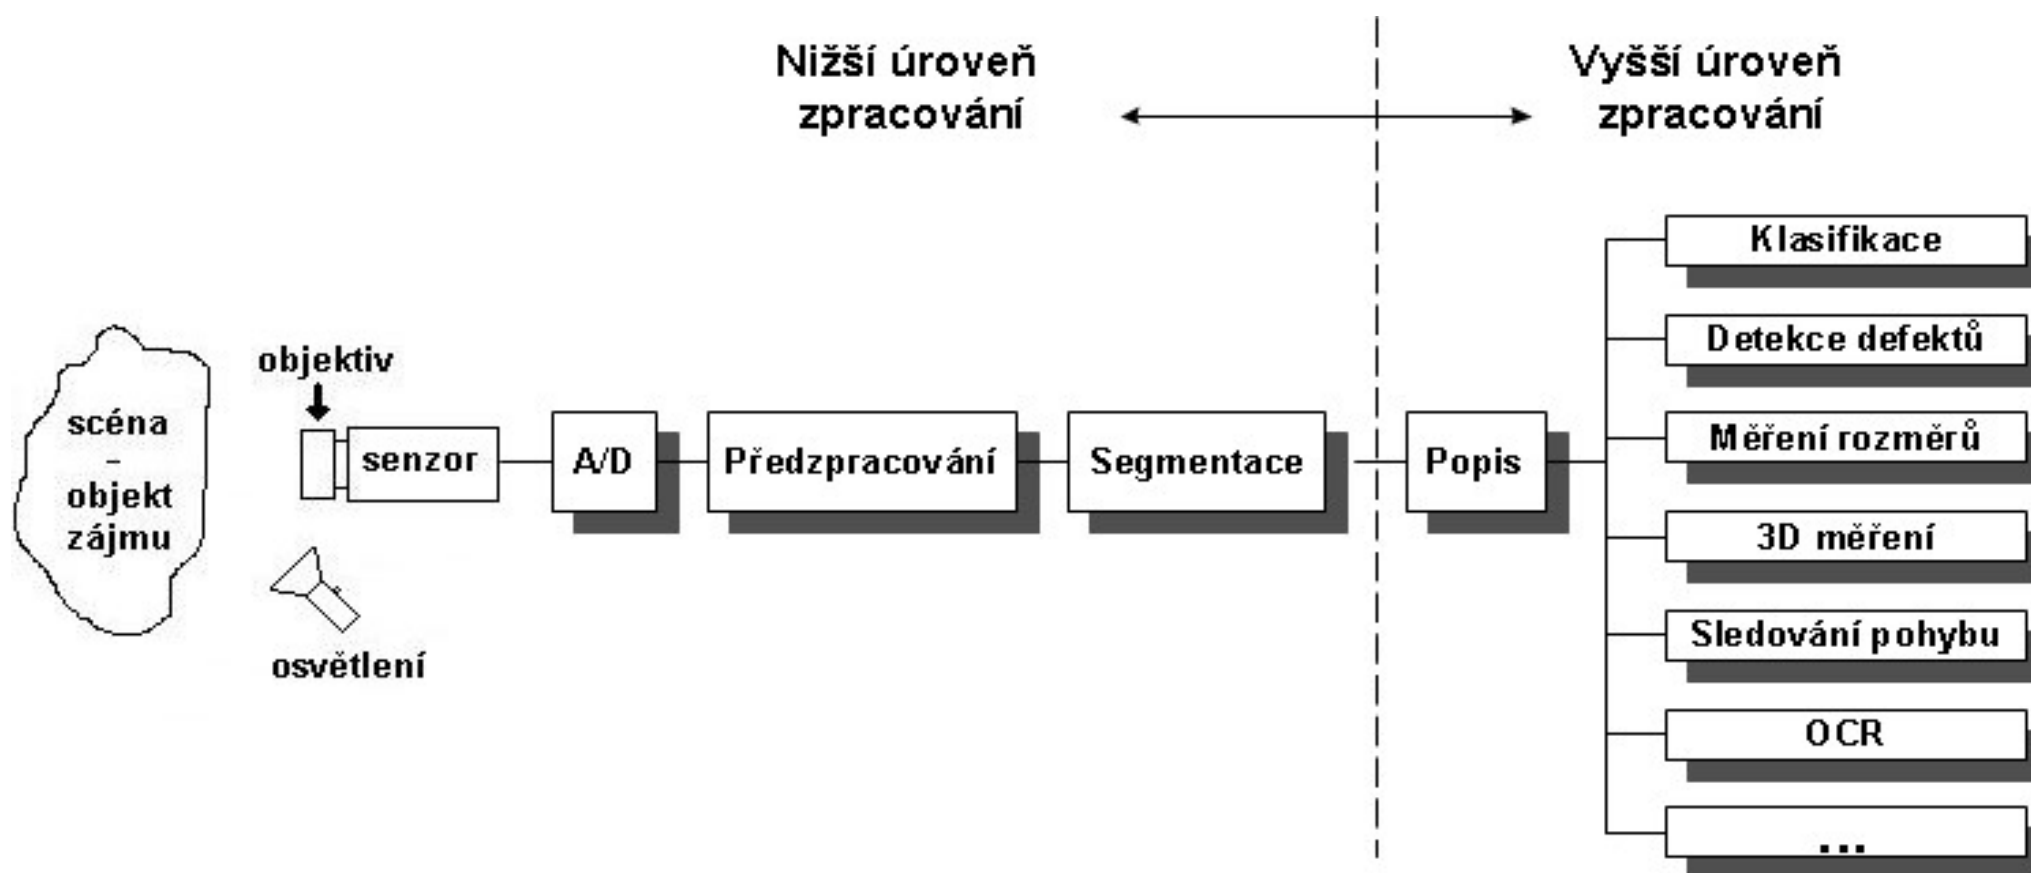 Nižší úroveň
zpracování
Vyšší úroveň
zpracování
scéna
-
objekt
zájmu
objektiv
senzor
osvětlení
A/D
Předzpracování
Segmentace
Popis
Klasifikace
Detekce defektů
Měření rozměrů
3D měření
Sledování pohybu
OCR
...